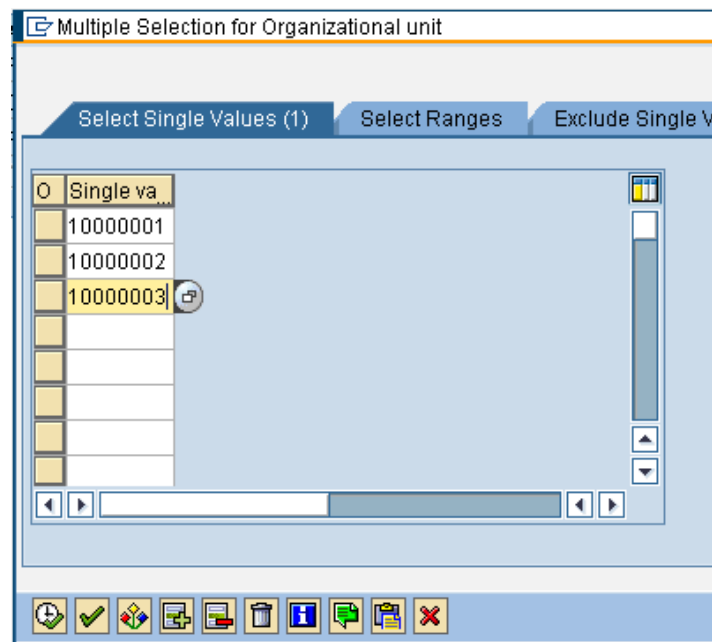 Multiple Selection for Organizational unit
Select Single Values (1) Select Ranges Exclude Single V
O Single va...
10000001
10000002
10000003